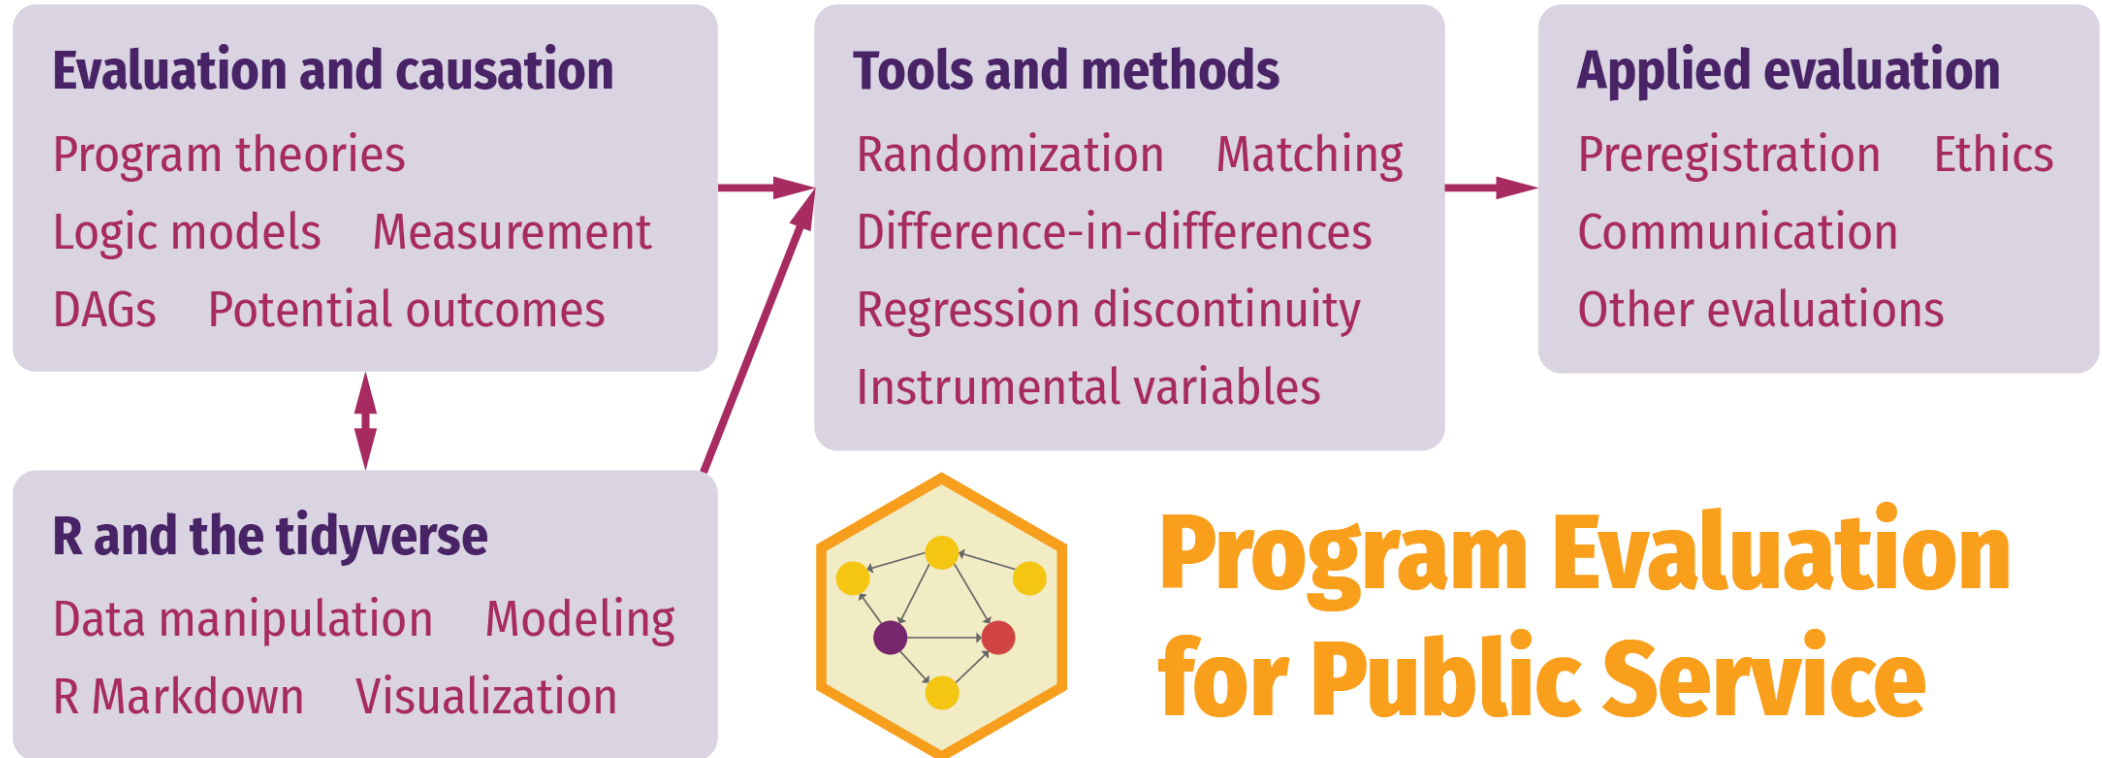 Evaluation and causation
Program theories
Logic models Measurement
DAGs Potential outcomes
R and the tidyverse
Data manipulation Modeling
R Markdown Visualization
Tools and methods
Randomization Matching
Difference-in-differences
Regression discontinuity
Instrumental variables
Applied evaluation
Preregistration Ethics
Communication
Other evaluations
Program Evaluation
for Public Service